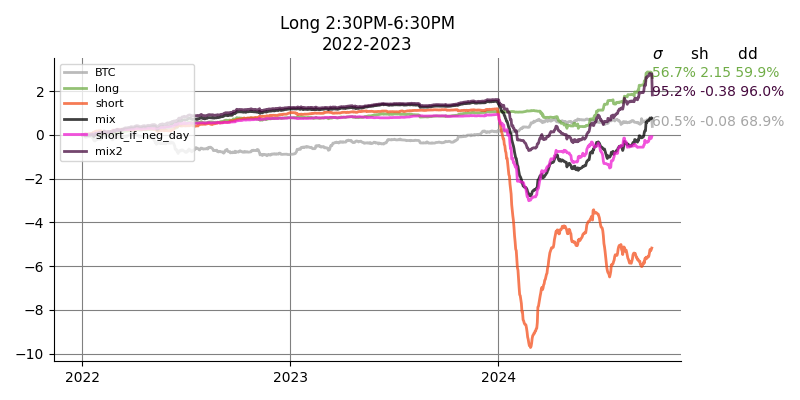 Long 2:30PM-6:30PM
2022-2023
σ sh dd
BTC
long
short
mix
short_if_neg_day
mix2
56.7% 2.15 59.9%
95.2% -0.38 96.0%
60.5% -0.08 68.9%
2
0
−2
−4
−6
−8
−10
2022
2023
2024